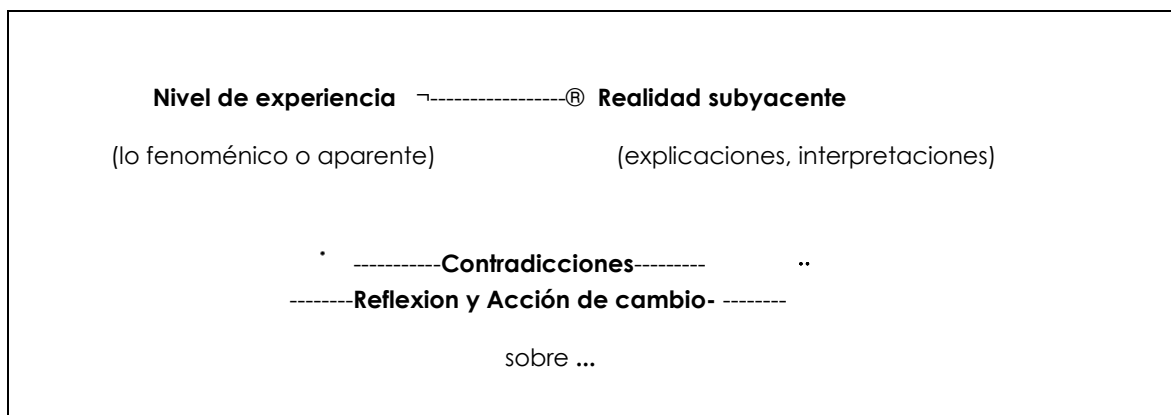 Nivel de experiencia ¬-----------------® Realidad subyacente
(lo fenoménico o aparente) (explicaciones, interpretaciones)
. -----------Contradicciones--------- ..
--------Reflexion y Acción de cambio- --------
sobre ...